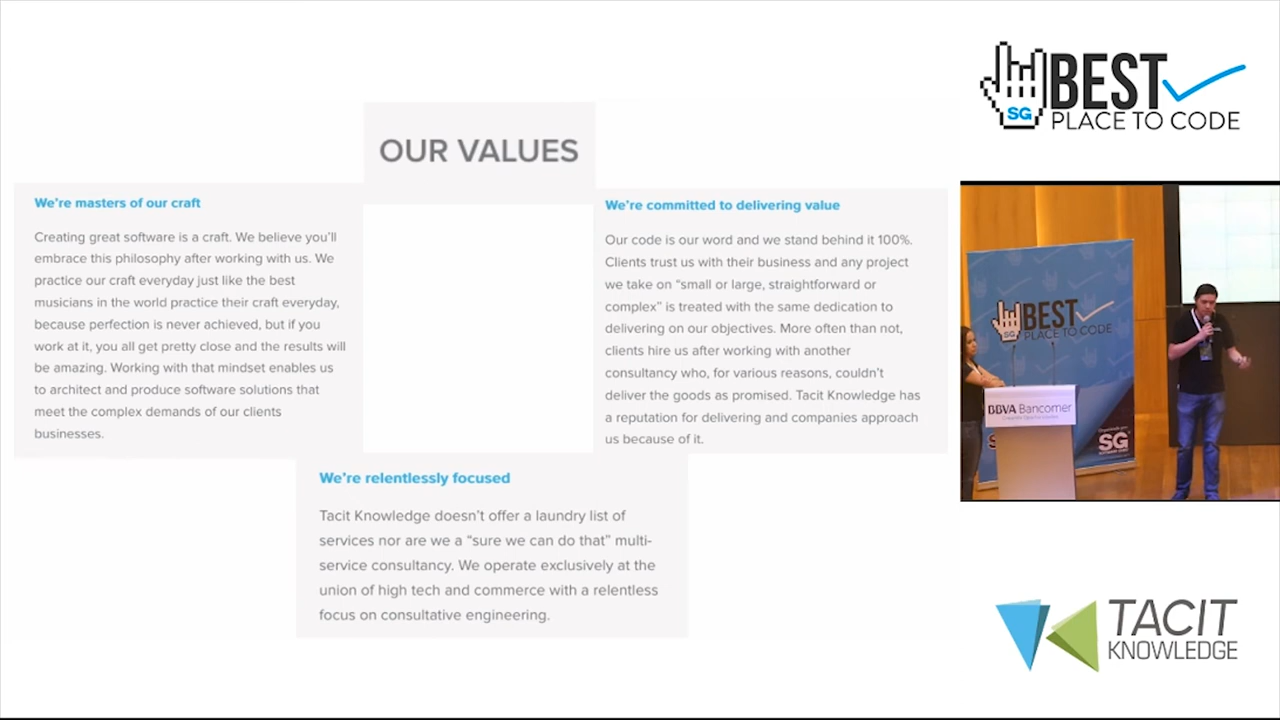 OUR VALUES
We're masters of our craft
Creating great software is a craft. We believe you'll
embrace this philosophy after working with us. We
practice our craft everyday just like the best
musicians in the world practice their craft everyday,
because perfection is never achieved, but if you
work at it, you all get pretty close and the results will
be amazing. Working with that mindset enables us
to architect and produce software solutions that
meet the complex demands of our clients
businesses.
We're committed to delivering value
Our code is our word and we stand behind it 100%.
Clients trust us with their business and any project
we take on "small or large, straightforward or
complex" is treated with the same dedication to
delivering on our objectives. More often than not,
clients hire us after working with another
consultancy who, for various reasons, couldn't
deliver the goods as promised. Tacit Knowledge has
a reputation for delivering and companies approach
us because of it.
We're relentlessly focused
Tacit Knowledge doesn't offer a laundry list of
services nor are we a "sure we can do that" multi-
service consultancy. We operate exclusively at the
union of high tech and commerce with a relentless
focus on consultative engineering.
SG
BEST
PLACE TO CODE
SG
BEST
PLACE TO CODE
BBVA Bancomer
SG
TACIT
KNOWLEDGE